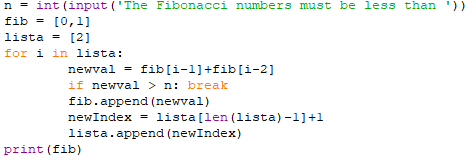 n = int(input('The Fibonacci numbers must be less than '))
fib = [0,1]
lista = [2]
for i in lista:
        newval = fib[i-1]+fib[i-2]
        if newval > n: break
        fib.append(newval)
        newIndex = lista[len(lista)-1]+1
        lista.append(newIndex)
print(fib)